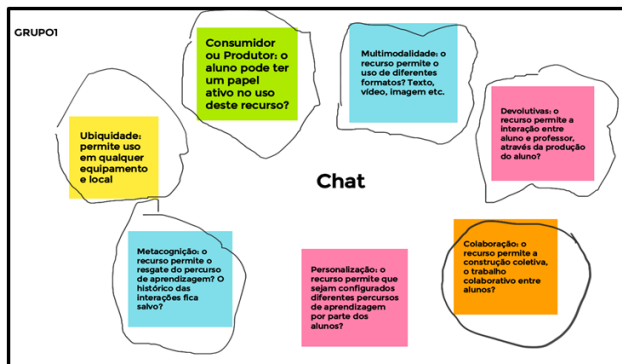 GRUPO1
Consumidor
ou Produtor: o
aluno pode ter
um papel
ativo no uso
deste recurso?
Multimodalidade: o
recurso permite o
uso de diferentes
formatos? Texto,
vídeo, imagem etc.
Devolutivas: o
recurso permite a
interação entre
aluno e professor,
através da produção
do aluno?
Ubiquidade:
permite uso
em qualquer
equipamento
e local
Chat
Metacognição: o
recurso permite o
resgate do percurso
de aprendizagem? O
histórico das
interações fica
salvo?
Personalização: o
recurso permite que
sejam configurados
diferentes percursos
de aprendizagem
por parte dos
alunos?
Colaboração: o
recurso permite a
construção coletiva,
o trabalho
colaborativo entre
alunos?